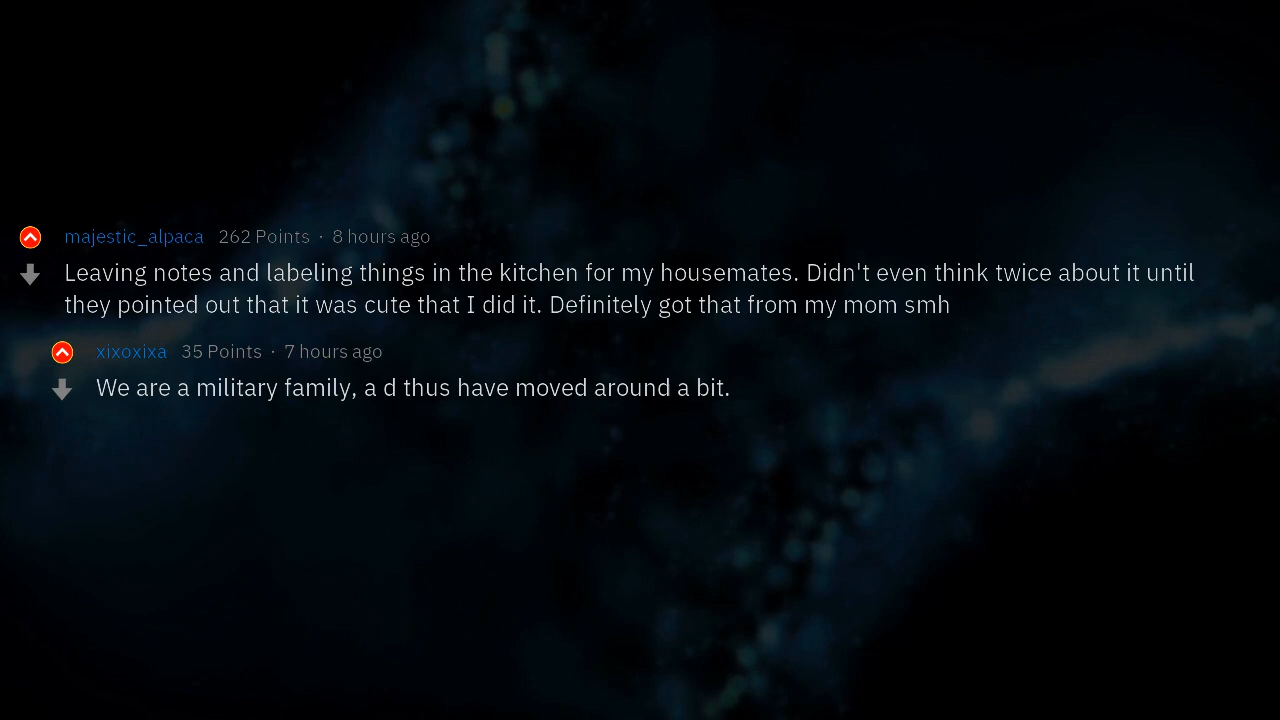 majestic_alpaca 262 Points · 8 hours ago
Leaving notes and labeling things in the kitchen for my housemates. Didn't even think twice about it until
they pointed out that it was cute that I did it. Definitely got that from my mom smh
xixoxixa 35 Points · 7 hours ago
We are a military family, a d thus have moved around a bit.